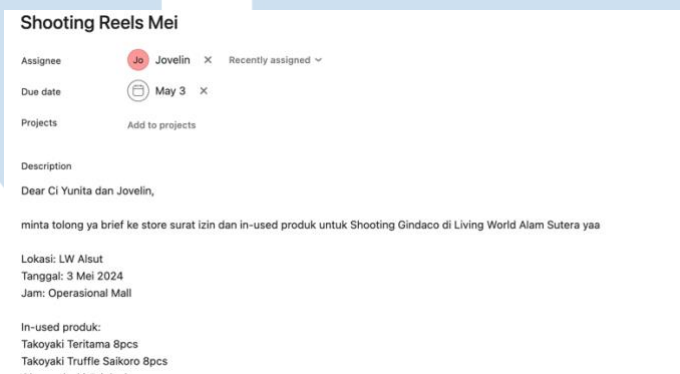 Shooting Reels Mei
Assignee Jo Jovelin × Recently assigned
Due date May 3 ×
Projects Add to projects
Description
Dear Ci Yunita dan Jovelin,
minta tolong ya brief ke store surat izin dan in-used produk untuk Shooting Gindaco di Living World Alam Sutera yaa
Lokasi: LW Alsut
Tanggal: 3 Mei 2024
Jam: Operasional Mall
In-used produk:
Takoyaki Teritama 8pcs
Takoyaki Truffle Saikoro 8pcs